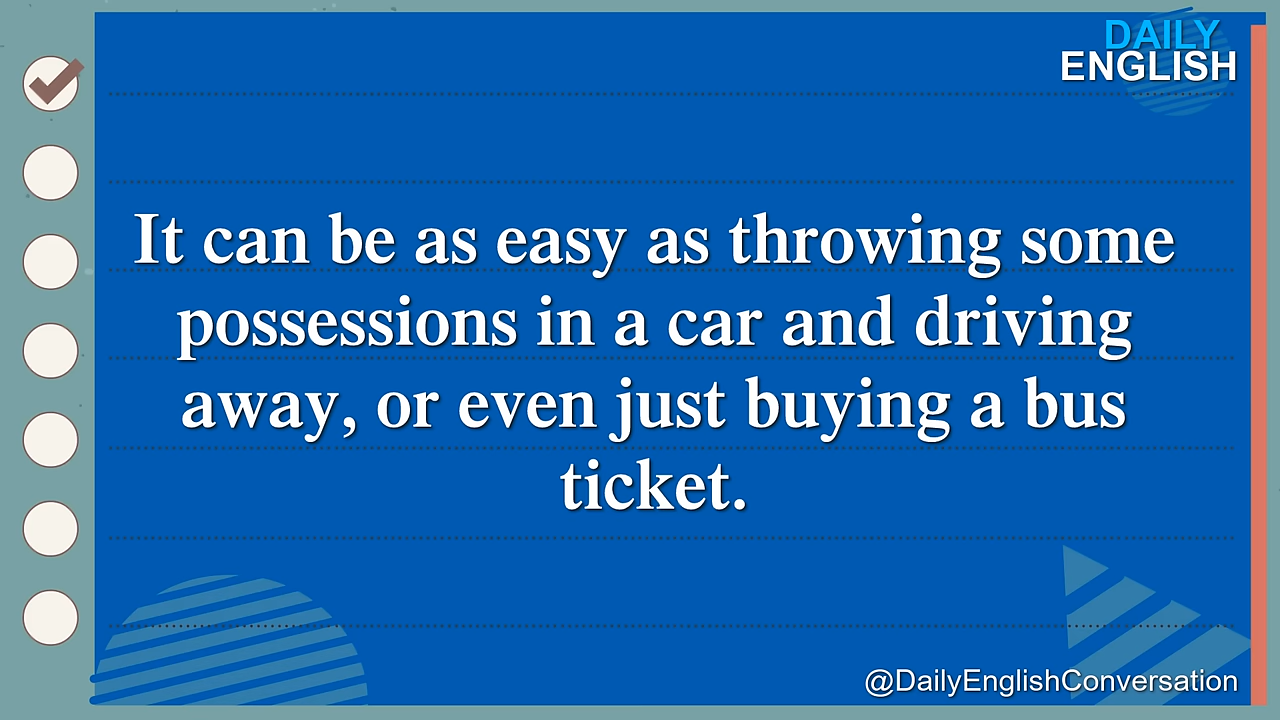 DAILY
ENGLISH
It can be as easy as throwing some
possessions in a car and driving
away, or even just buying a bus
ticket.
@DailyEnglishConversation